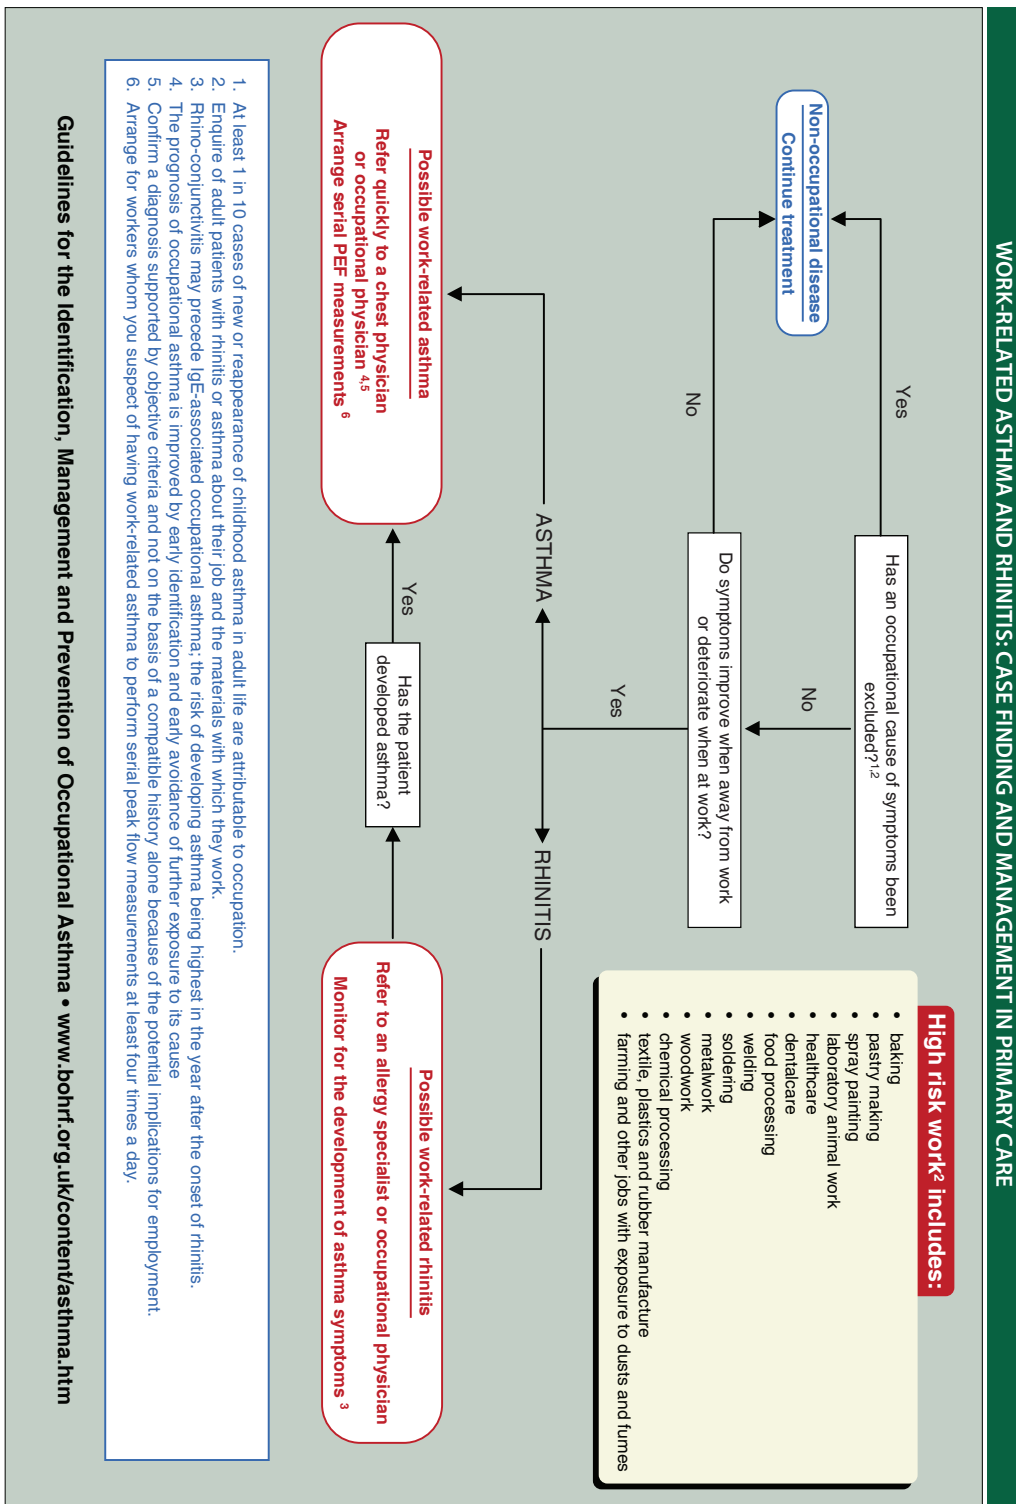 WORK-RELATED ASTHMA AND RHINITIS: CASE FINDING AND MANAGEMENT IN PRIMARY CARE
Has an occupational cause of symptoms been
excluded?1,2
Yes
No
Non-occupational disease
Continue treatment
Do symptoms improve when away from work
or deteriorate when at work?
No
Yes
High risk work2 includes:
• baking
• pastry making
• spray painting
• laboratory animal work
• healthcare
• dentalcare
• food processing
• welding
• soldering
• metalwork
• woodwork
• chemical processing
• textile, plastics and rubber manufacture
• farming and other jobs with exposure to dusts and fumes
ASTHMA
RHINITIS
Possible work-related asthma
Refer quickly to a chest physician
or occupational physician 4,5
Arrange serial PEF measurements 6
Yes
Has the patient
developed asthma?
Possible work-related rhinitis
Refer to an allergy specialist or occupational physician
Monitor for the development of asthma symptoms 3
1. At least 1 in 10 cases of new or reappearance of childhood asthma in adult life are attributable to occupation.
2. Enquire of adult patients with rhinitis or asthma about their job and the materials with which they work.
3. Rhino-conjunctivitis may precede IgE-associated occupational asthma; the risk of developing asthma being highest in the year after the onset of rhinitis.
4. The prognosis of occupational asthma is improved by early identification and early avoidance of further exposure to its cause
5. Confirm a diagnosis supported by objective criteria and not on the basis of a compatible history alone because of the potential implications for employment.
6. Arrange for workers whom you suspect of having work-related asthma to perform serial peak flow measurements at least four times a day.
Guidelines for the Identification, Management and Prevention of Occupational Asthma • www.bohrf.org.uk/content/asthma.htm